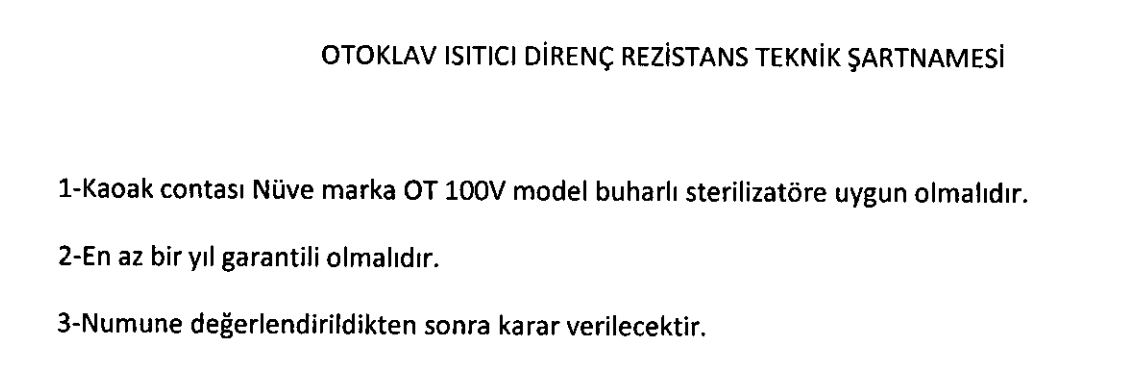 OTOKLAV ISITICI DİRENÇ REZİSTANS TEKNİK ŞARTNAMESİ
1-Kaoak contası Nüve marka OT 100V model buharlı sterilizatöre uygun olmalıdır.
2-En az bir yıl garantili olmalıdır.
3-Numune değerlendirildikten sonra karar verilecektir.